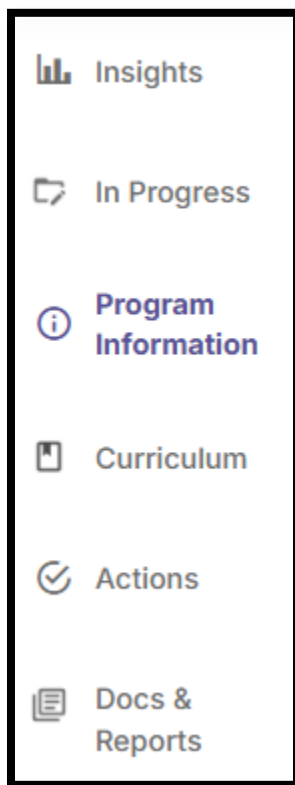 Insights
In Progress
Program
Information
Curriculum
Actions
Docs &
Reports